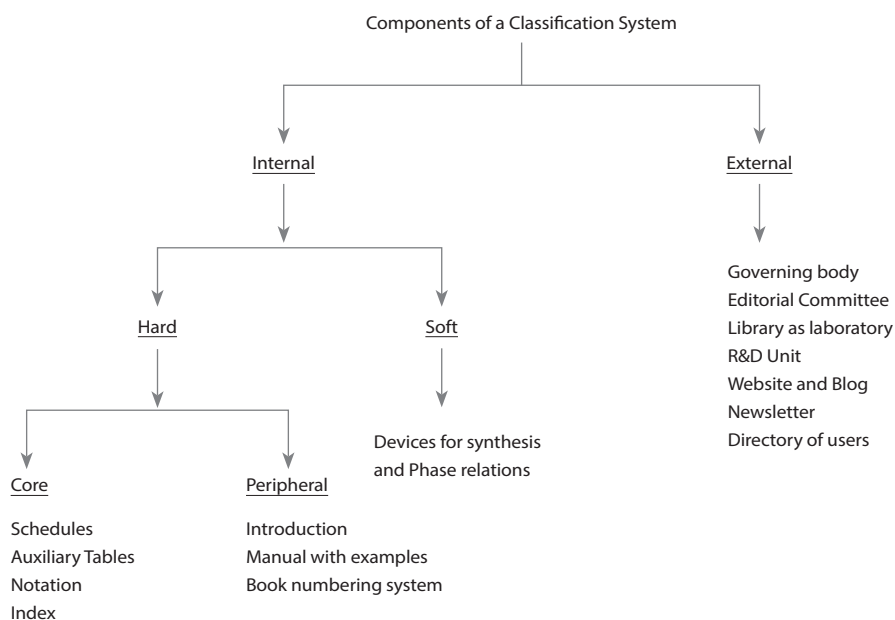 Components of a Classification System
Internal
External
Hard
Soft
Governing body
Editorial Committee
Library as laboratory
R&D Unit
Website and Blog
Newsletter
Directory of users
Devices for synthesis
and Phase relations
Core
Schedules
Auxiliary Tables
Notation
Index
Peripheral
Introduction
Manual with examples
Book numbering system